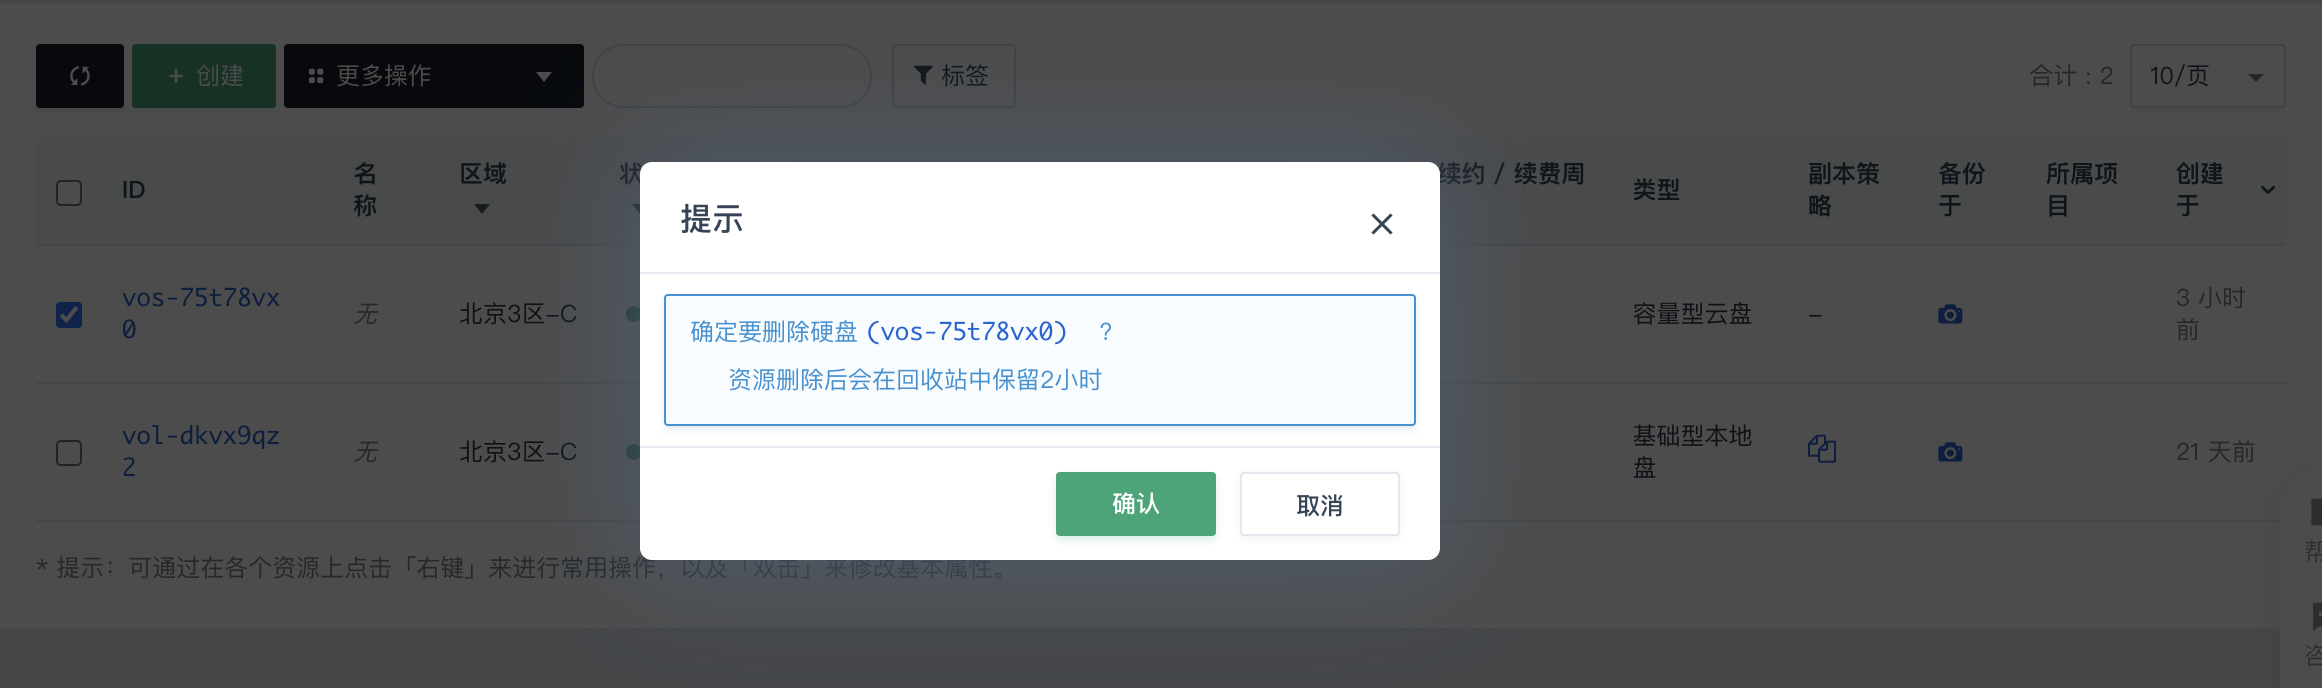 + 创建
更多操作
标签
合计：2
10/页
ID
名
称
区域
状
续约 / 续费周
类型
副本策
略
备份
于
所属项
目
创建
于
提示
vos-75t78vx
0
无
北京3区-C
容量型云盘
–
3 小时
前
确定要删除硬盘 (vos-75t78vx0) ？
资源删除后会在回收站中保留2小时
vol-dkvx9qz
2
无
北京3区-C
基础型本地
盘
21 天前
确认
取消
* 提示：可通过在各个资源上点击「右键」来进行常用操作，以及「双击」来修改基本属性。